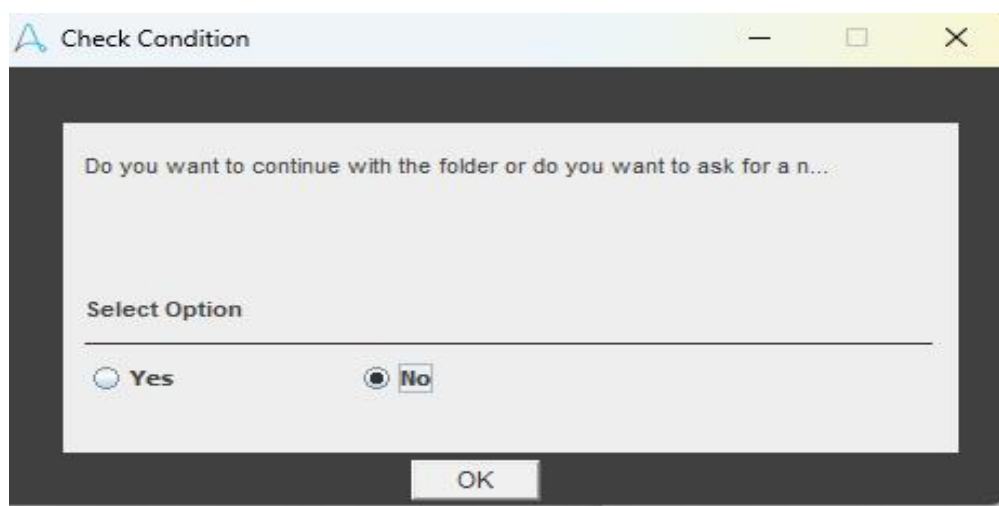 Check Condition
Do you want to continue with the folder or do you want to ask for a n...
Select Option
Yes No
OK